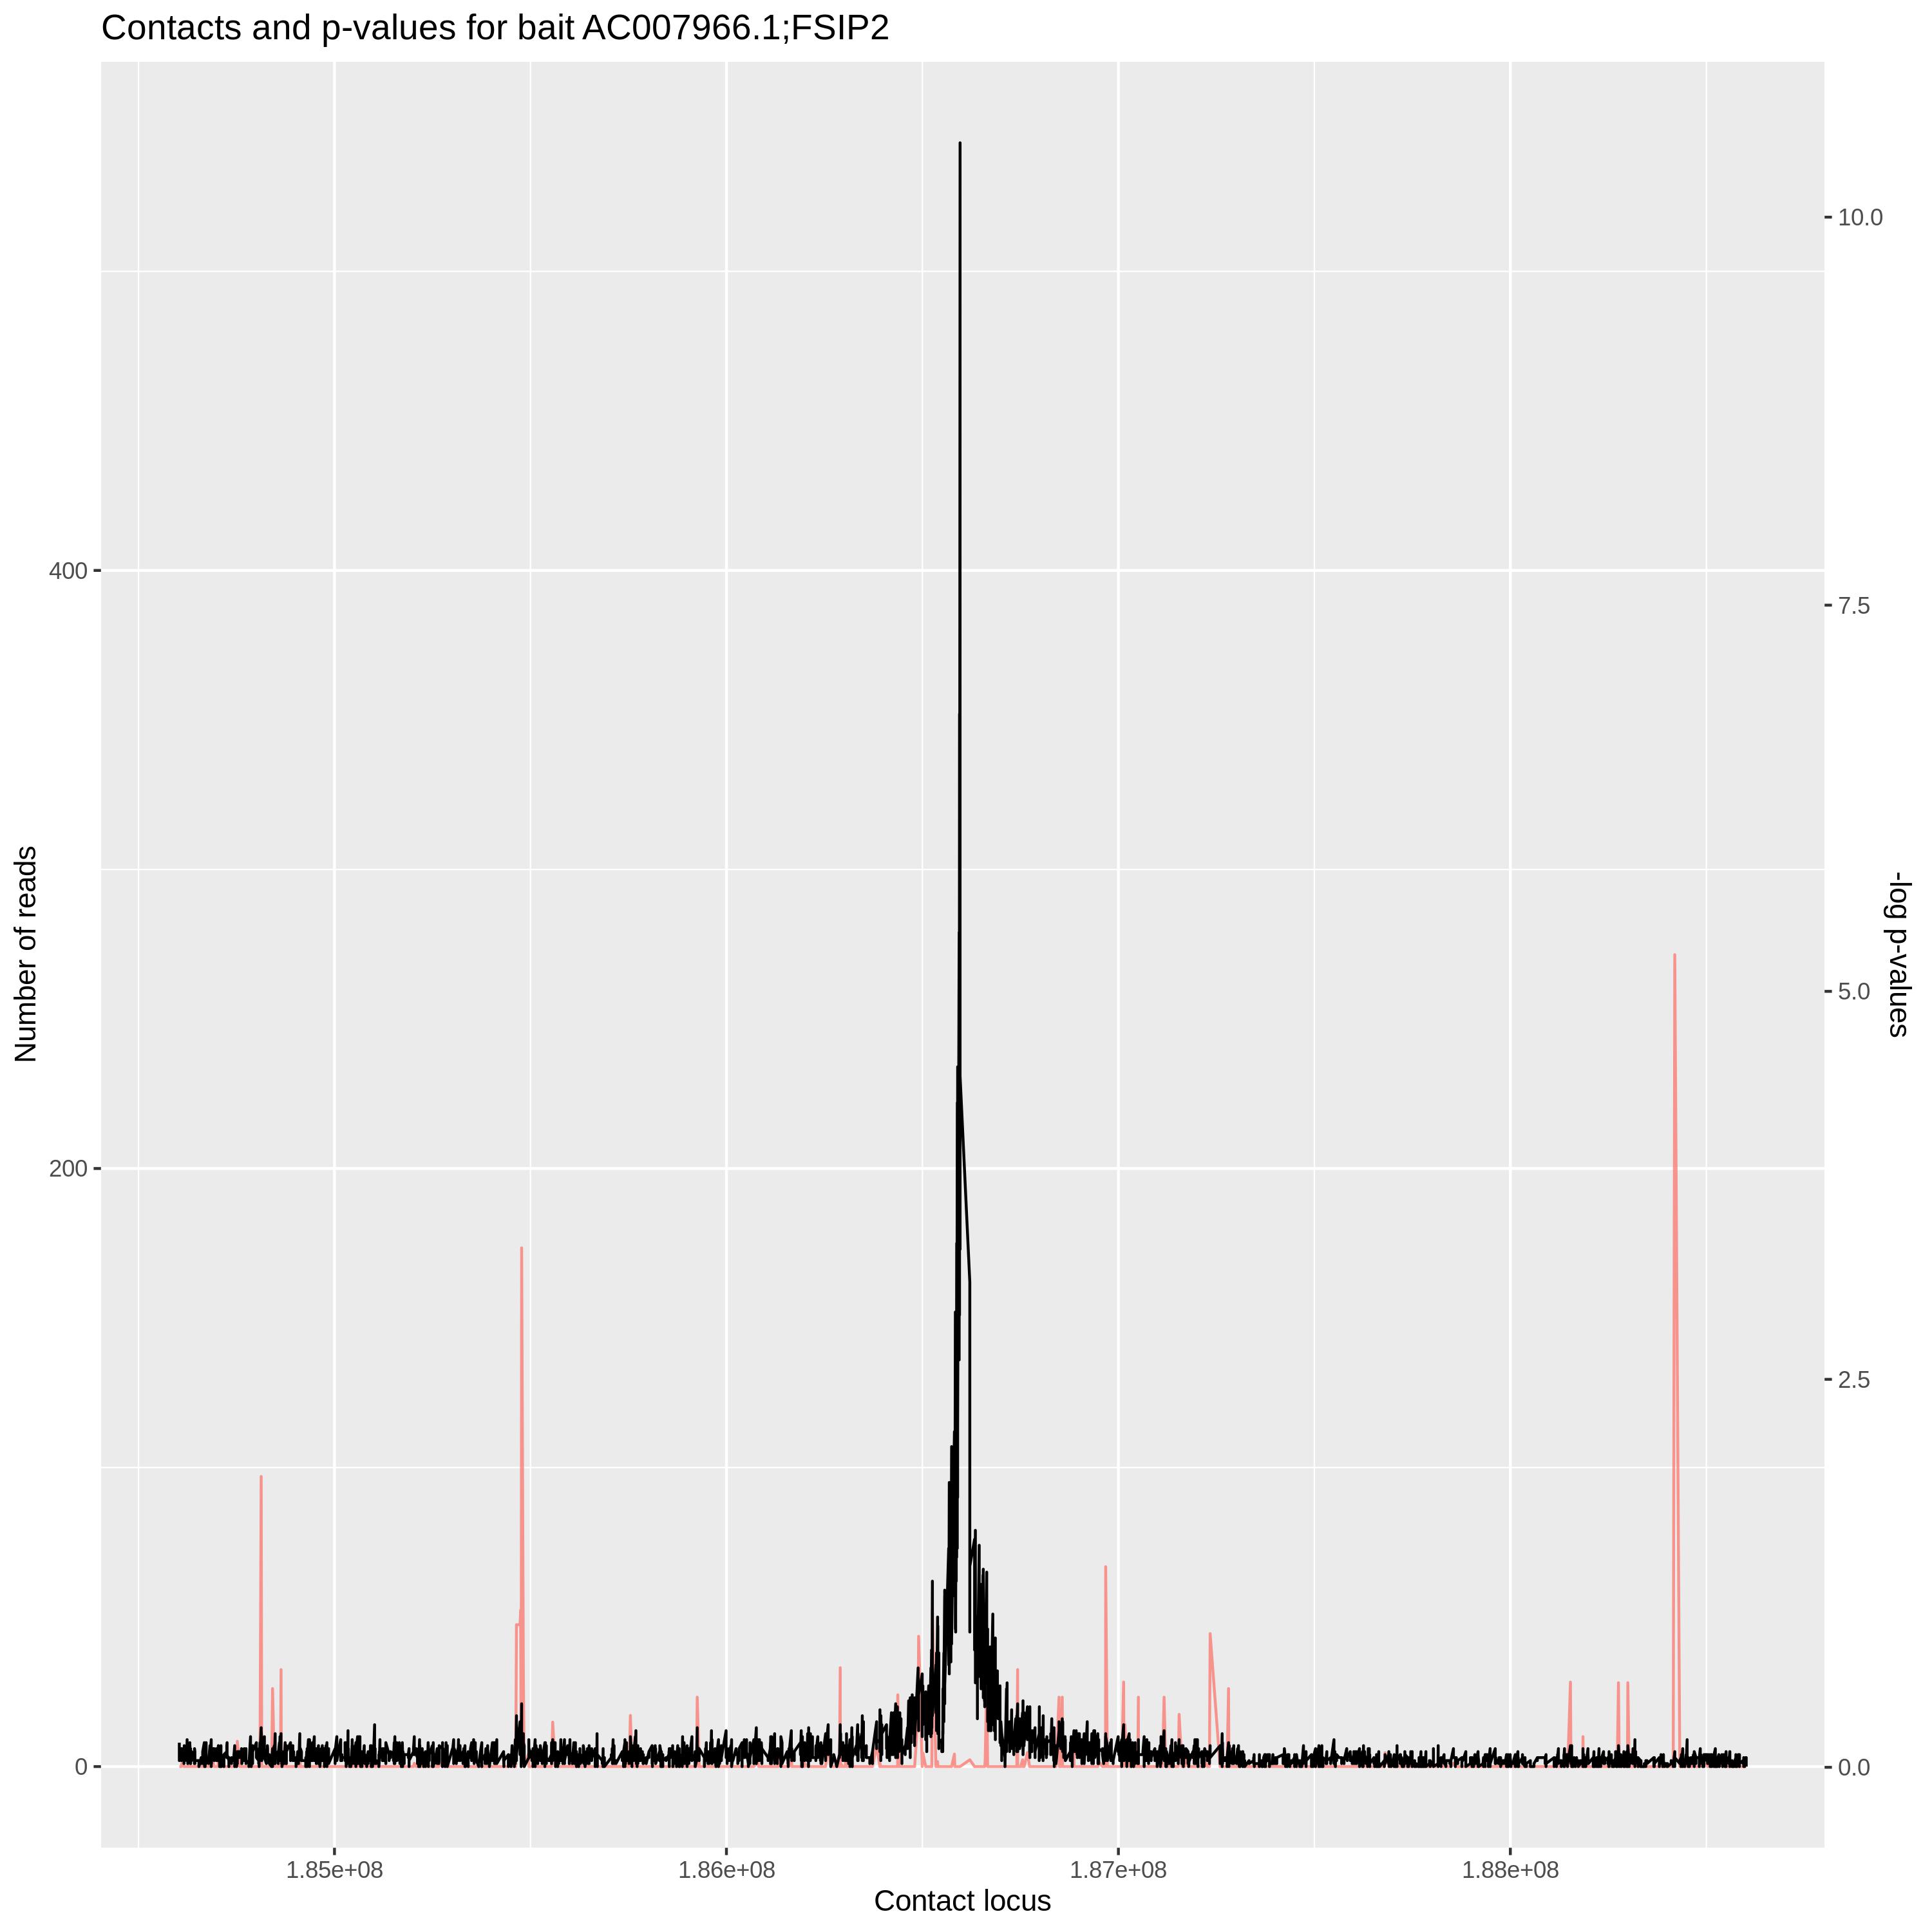 Contacts and p-values for bait AC007966.1;FSIP2
Number of reads
400
200
0
10.0
7.5
5.0
2.5
0.0
-log p-values
1.85e+08
1.86e+08
1.87e+08
1.88e+08
Contact locus